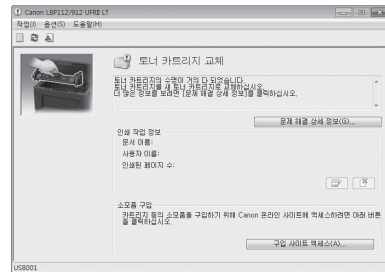 Canon LBP112/912 UFRII LT
작업(J) 옵션(S) 도움말(H)
토너 카트리지 교체
토너 카트리지의 수명이 거의 다 되었습니다.
토너 카트리지를 새 토너 카트리지로 교체하십시오.
더 많은 정보를 보려면 [문제 해결 상세 정보]를 클릭하십시오.
문제 해결 상세 정보(G)...
인쇄 작업 정보
문서 이름:
사용자 이름:
인쇄된 페이지 수:
소모품 구입
카트리지 등의 소모품을 구입하기 위해 Canon 온라인 사이트에 액세스하려면 아래 버튼
을 클릭하십시오.
구입 사이트 액세스(A)...
USB001